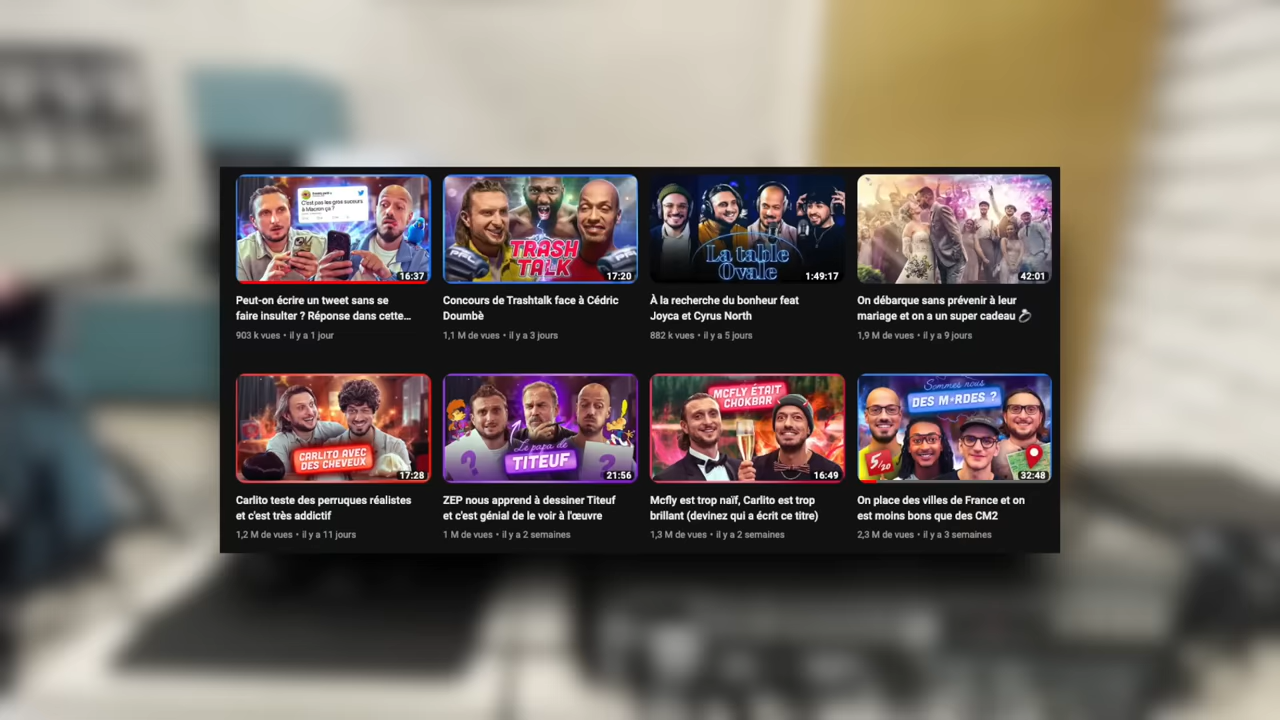 C'est pas les gros suceurs
à Macron ça ?
16:37
TRASH
TALK
17:20
La table
Ovale
1:49:17
42:01
Peut-on écrire un tweet sans se
faire insulter ? Réponse dans cette…
903 k vues • il y a 1 jour
Concours de Trashtalk face à Cédric
Doumbè
1,1 M de vues • il y a 3 jours
À la recherche du bonheur feat
Joyca et Cyrus North
882 k vues • il y a 5 jours
On débarque sans prévenir à leur
mariage et on a un super cadeau 💍
1,9 M de vues • il y a 9 jours
CARLITO AVEC
DES CHEVEUX
17:28
Le papa de
TITEUF
?
?
21:56
MCFLY ÉTAIT
CHOKBAR
16:49
Sommes nous
DES M*RDES ?
5/20
32:48
Carlito teste des perruques réalistes
et c'est très addictif
1,2 M de vues • il y a 11 jours
ZEP nous apprend à dessiner Titeuf
et c'est génial de le voir à l'œuvre
1 M de vues • il y a 2 semaines
Mcfly est trop naïf, Carlito est trop
brillant (devinez qui a écrit ce titre)
1,3 M de vues • il y a 2 semaines
On place des villes de France et on
est moins bons que des CM2
2,3 M de vues • il y a 3 semaines